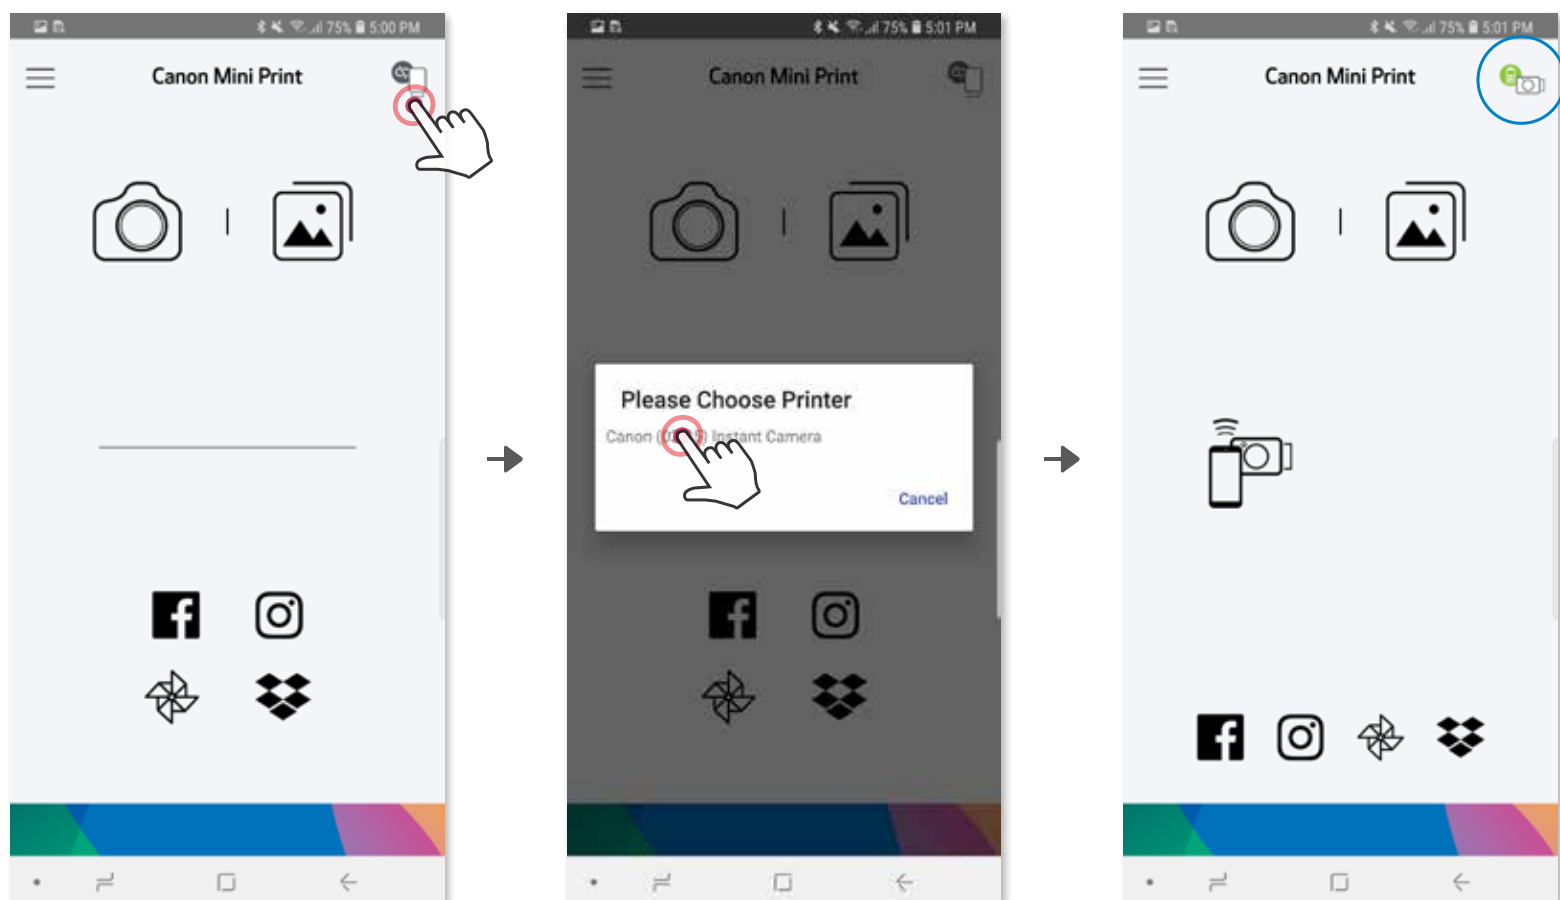 75% 5:00 PM
Canon Mini Print
75% 5:01 PM
Canon Mini Print
Please Choose Printer
Canon ( ) Instant Camera
Cancel
75% 5:01 PM
Canon Mini Print